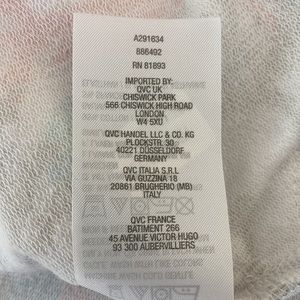 A291634
886492
RN 81893
IMPORTED BY:
QVC UK
CHISWICK PARK
566 CHISWICK HIGH ROAD
LONDON
W4 5XU
QVC HANDEL LLC & CO. KG
PLOCKSTR. 30
40221 DÜSSELDORF
GERMANY
QVC ITALIA S.R.L
VIA GUZZINA 18
20861 BRUGHERIO (MB)
ITALY
QVC FRANCE
BATIMENT 266
45 AVENUE VICTOR HUGO
93 300 AUBERVILLIERS